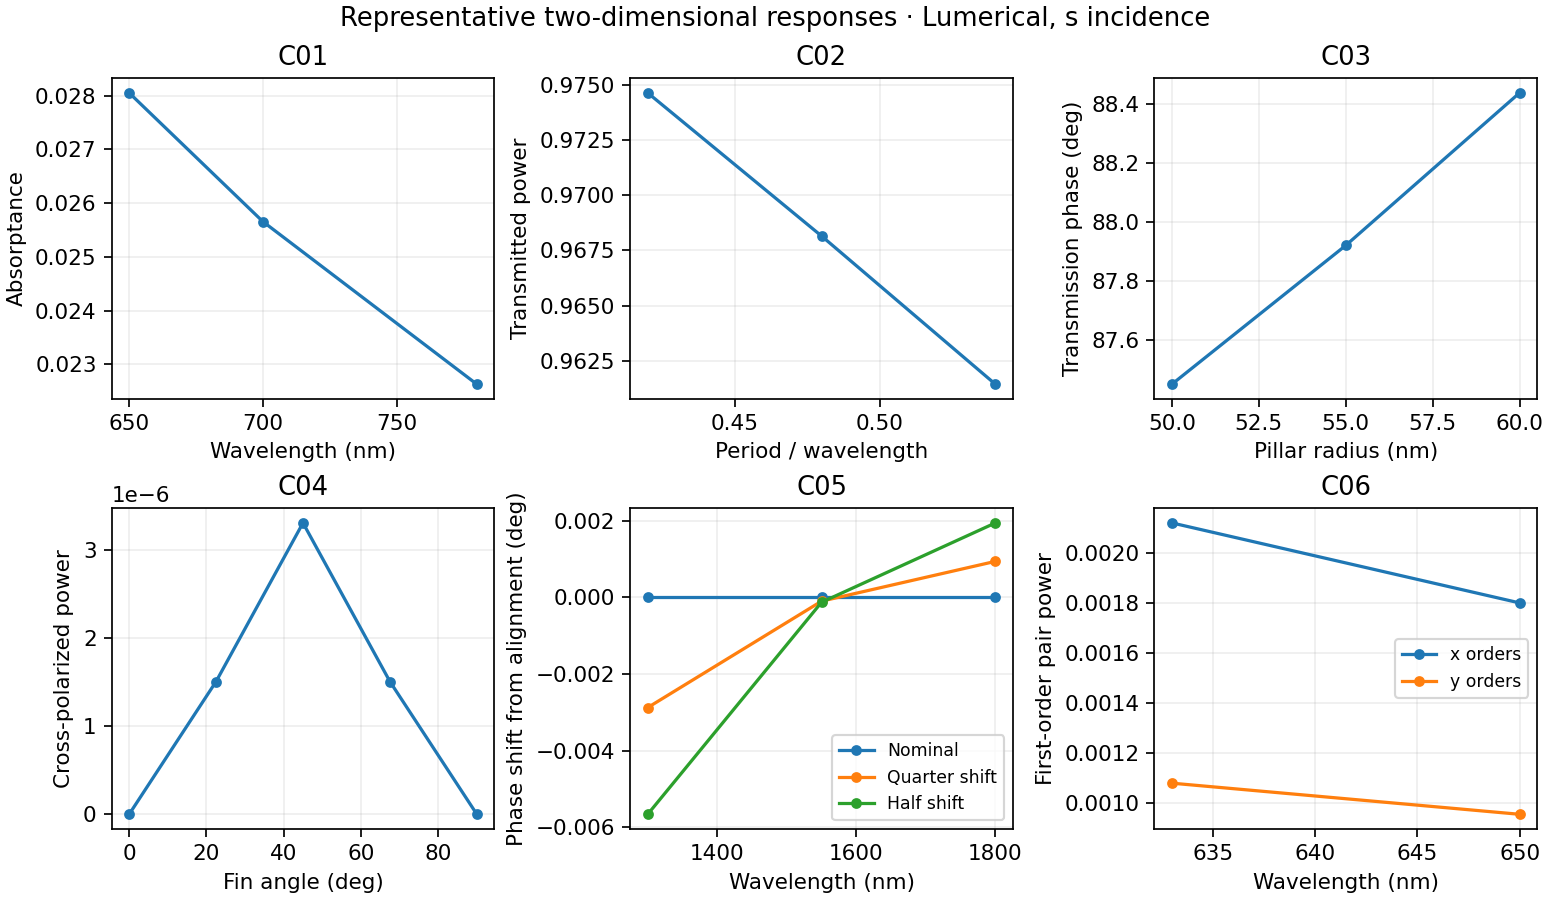 Representative two-dimensional responses · Lumerical, s incidence
C01
0.028
0.027
0.026
0.025
0.024
0.023
Absorptance
650
700
750
Wavelength (nm)
C02
0.9750
0.9725
0.9700
0.9675
0.9650
0.9625
Transmitted power
0.45
0.50
Period / wavelength
C03
88.4
88.2
88.0
87.8
87.6
Transmission phase (deg)
50.0
52.5
55.0
57.5
60.0
Pillar radius (nm)
C04
1e−6
3
2
1
0
Cross-polarized power
0
20
40
60
80
Fin angle (deg)
C05
0.002
0.000
−0.002
−0.004
−0.006
Phase shift from alignment (deg)
Nominal
Quarter shift
Half shift
1400
1600
1800
Wavelength (nm)
C06
0.0020
0.0018
0.0016
0.0014
0.0012
0.0010
First-order pair power
x orders
y orders
635
640
645
650
Wavelength (nm)